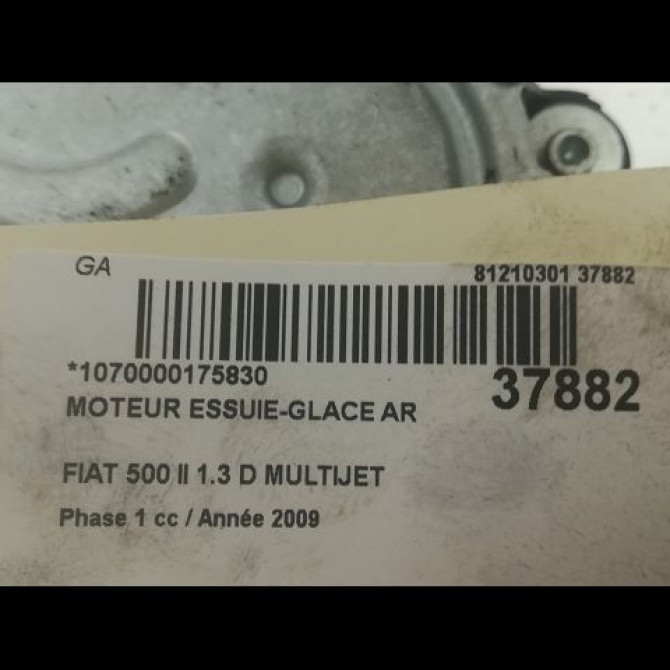 GA
81210301 37882
*1070000175830
37882
MOTEUR ESSUIE-GLACE AR
FIAT 500 II 1.3 D MULTIJET
Phase 1 cc / Année 2009